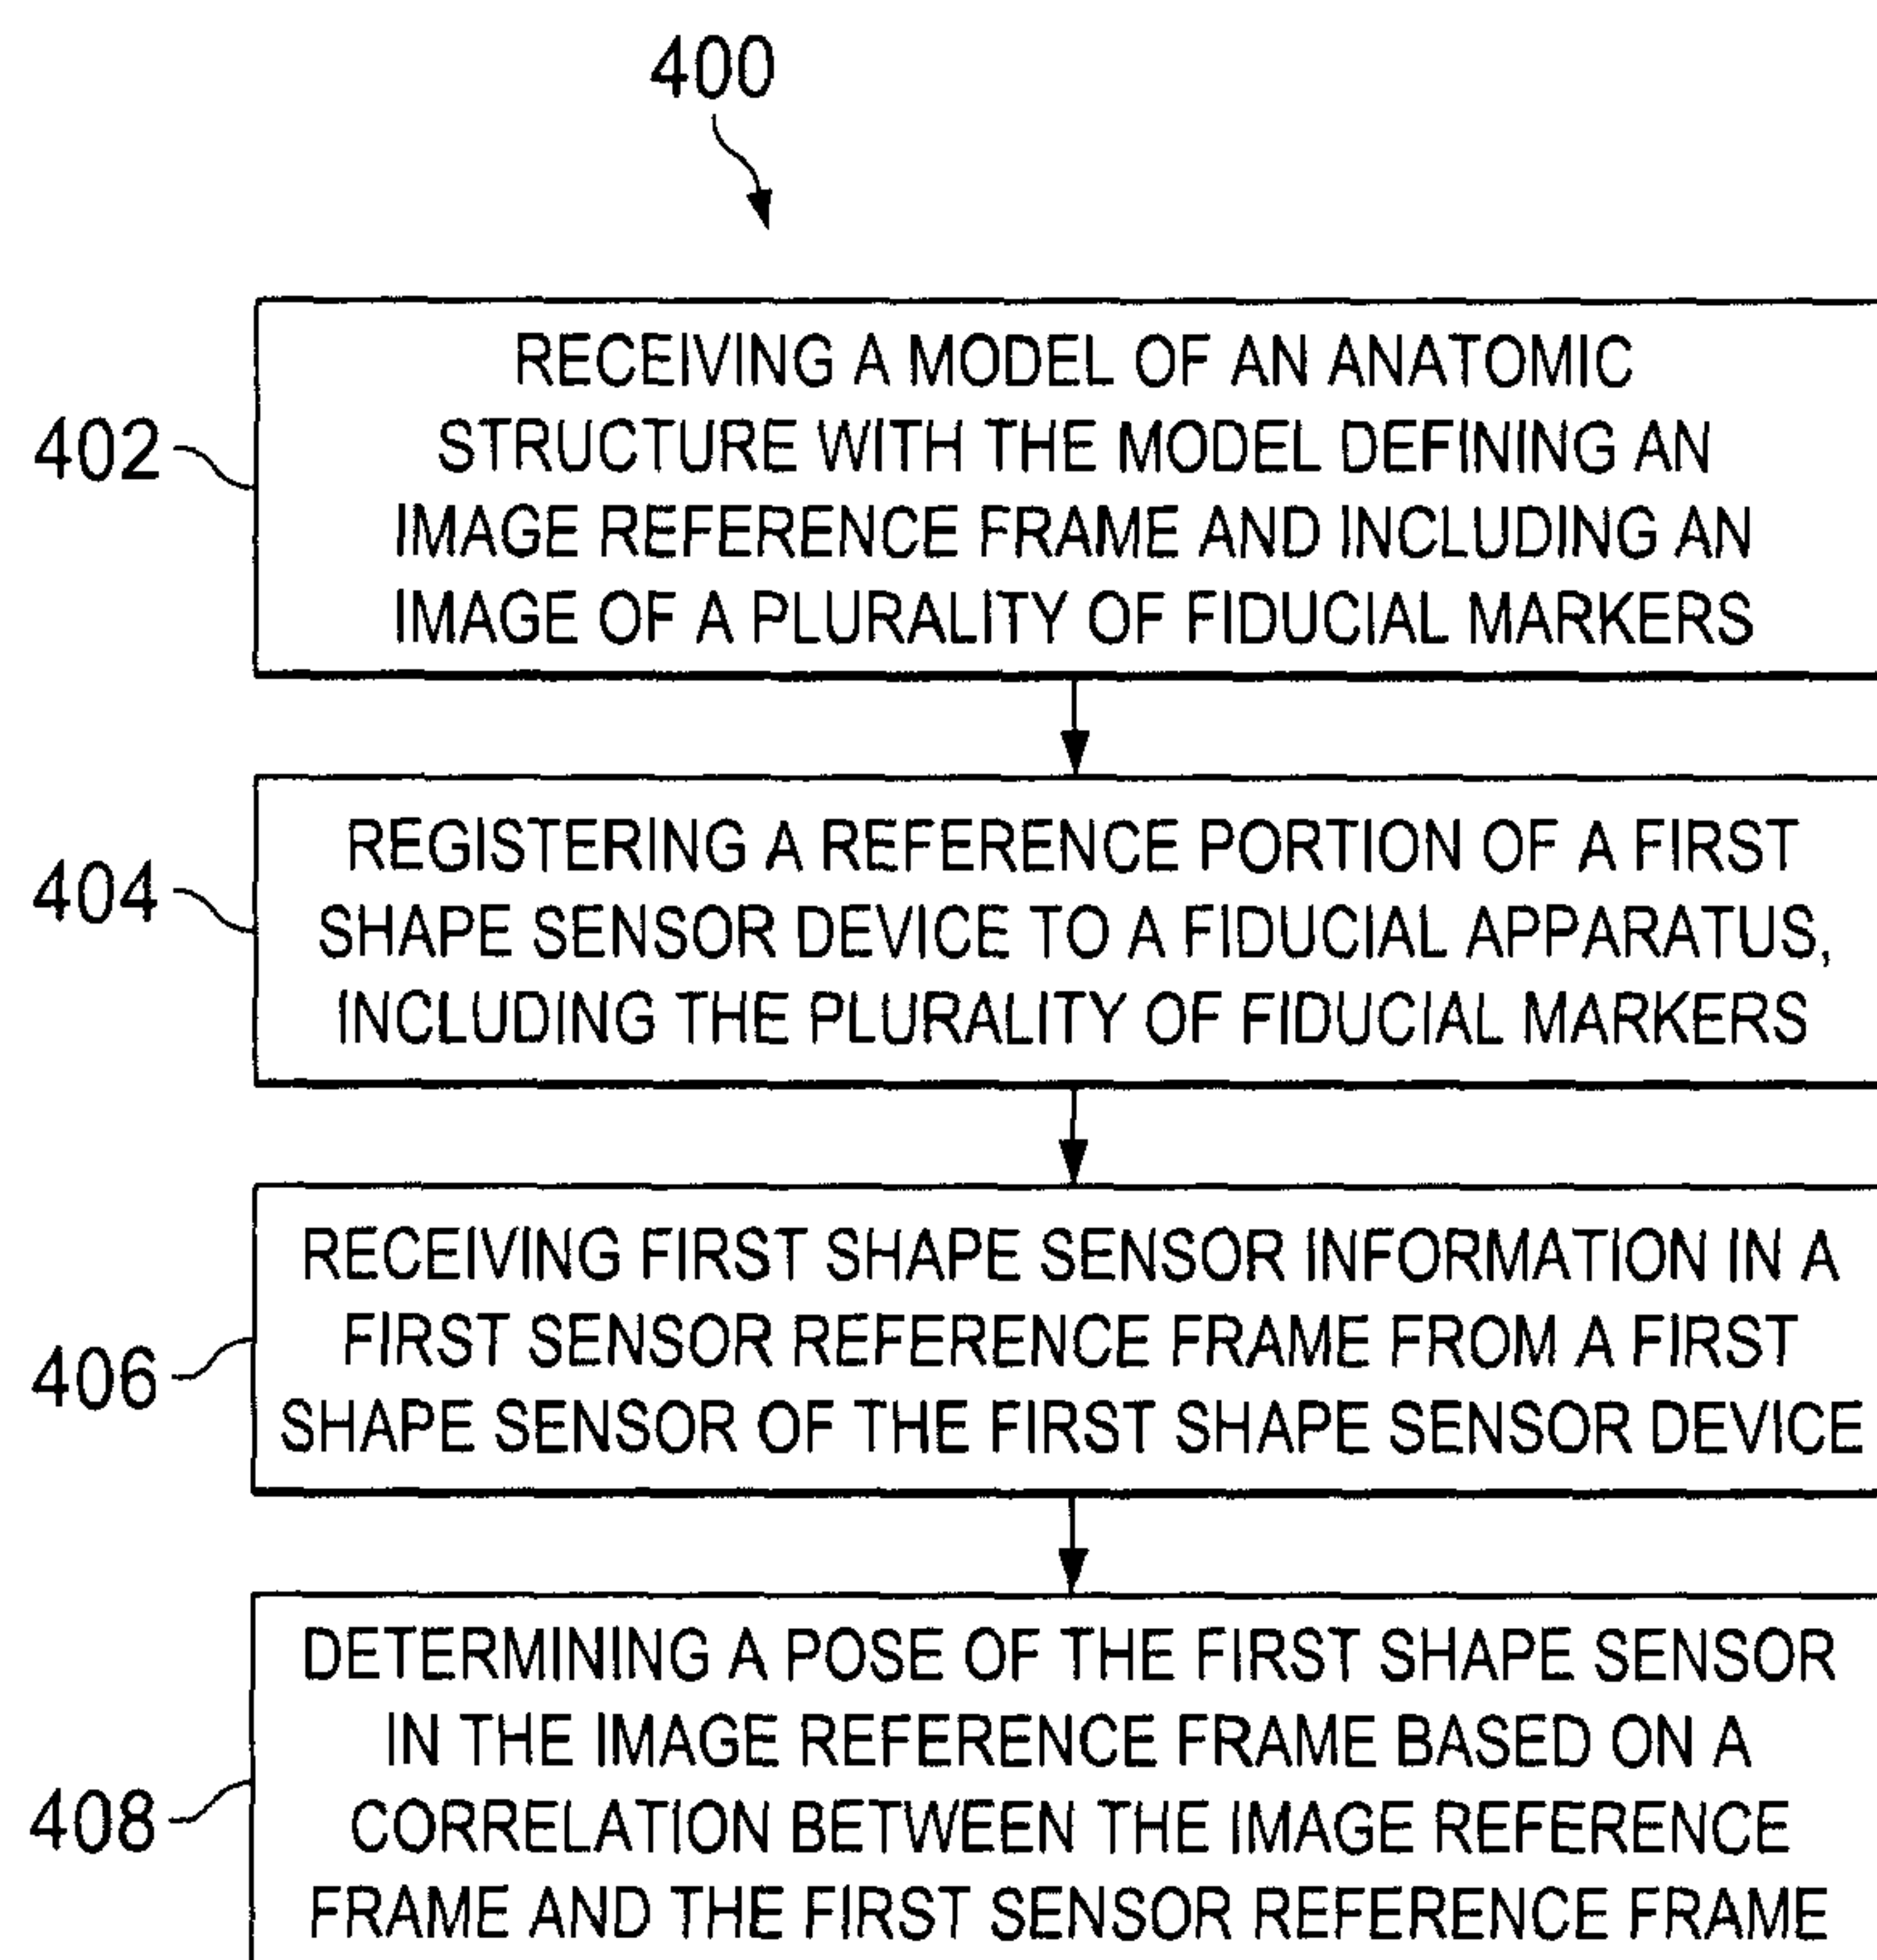 400
402
RECEIVING A MODEL OF AN ANATOMIC
STRUCTURE WITH THE MODEL DEFINING AN
IMAGE REFERENCE FRAME AND INCLUDING AN
IMAGE OF A PLURALITY OF FIDUCIAL MARKERS
404
REGISTERING A REFERENCE PORTION OF A FIRST
SHAPE SENSOR DEVICE TO A FIDUCIAL APPARATUS,
INCLUDING THE PLURALITY OF FIDUCIAL MARKERS
406
RECEIVING FIRST SHAPE SENSOR INFORMATION IN A
FIRST SENSOR REFERENCE FRAME FROM A FIRST
SHAPE SENSOR OF THE FIRST SHAPE SENSOR DEVICE
408
DETERMINING A POSE OF THE FIRST SHAPE SENSOR
IN THE IMAGE REFERENCE FRAME BASED ON A
CORRELATION BETWEEN THE IMAGE REFERENCE
FRAME AND THE FIRST SENSOR REFERENCE FRAME